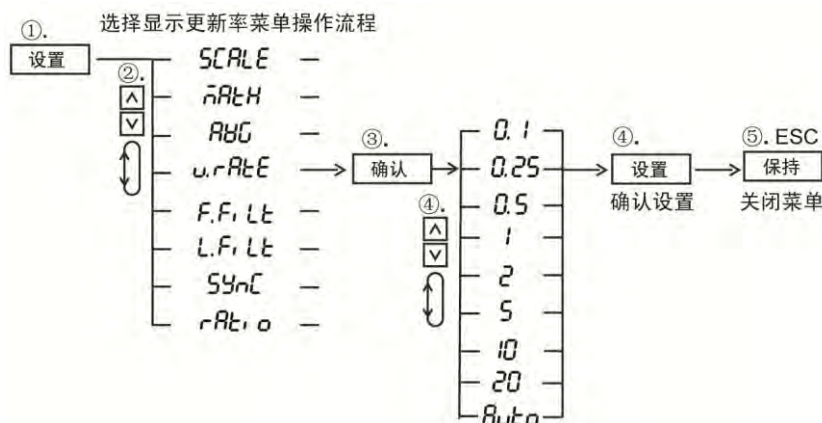 选择显示更新率菜单操作流程
①.
设置
②.
∧
∨
SCALE
MAtH
AVG
u.rAtE
F.FiLt
L.FiLt
SYnC
rAtio
③.
确认
④.
∧
∨
0.1
0.25
0.5
1
2
5
10
20
Auto
④.
设置
确认设置
⑤. ESC
保持
关闭菜单